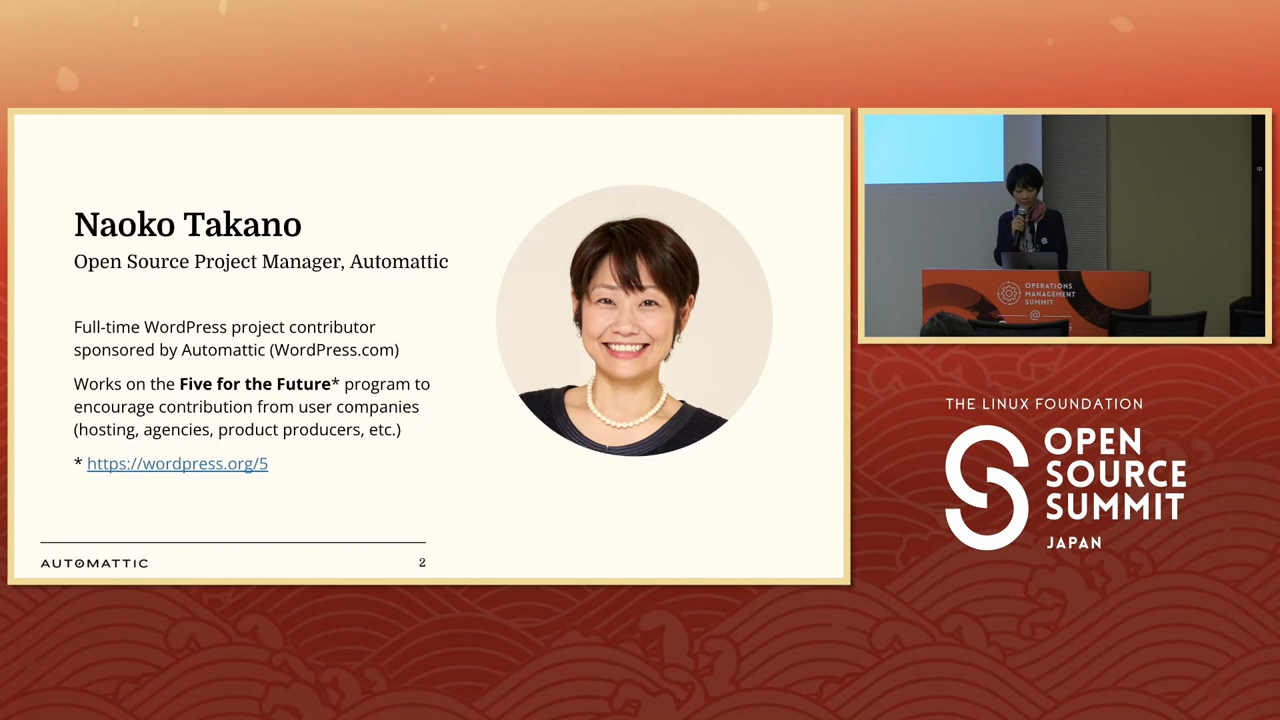 Naoko Takano
Open Source Project Manager, Automattic
Full-time WordPress project contributor
sponsored by Automattic (WordPress.com)
Works on the Five for the Future* program to
encourage contribution from user companies
(hosting, agencies, product producers, etc.)
* https://wordpress.org/5
AUTOMATTIC
2
OPERATIONS
MANAGEMENT
SUMMIT
@
THE LINUX FOUNDATION
OPEN
SOURCE
SUMMIT
JAPAN